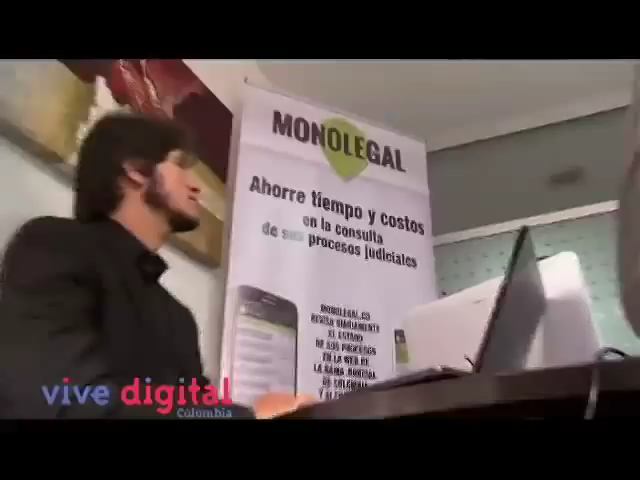 MONOLEGAL
Ahorre tiempo y costos
en la consulta
de sus procesos judiciales
MONOLEGAL.CO
REVISA DIARIAMENTE
EL ESTADO
DE SUS PROCESOS
EN LA WEB DE
LA RAMA JUDICIAL
DE COLOMBIA
vive digital
Colombia